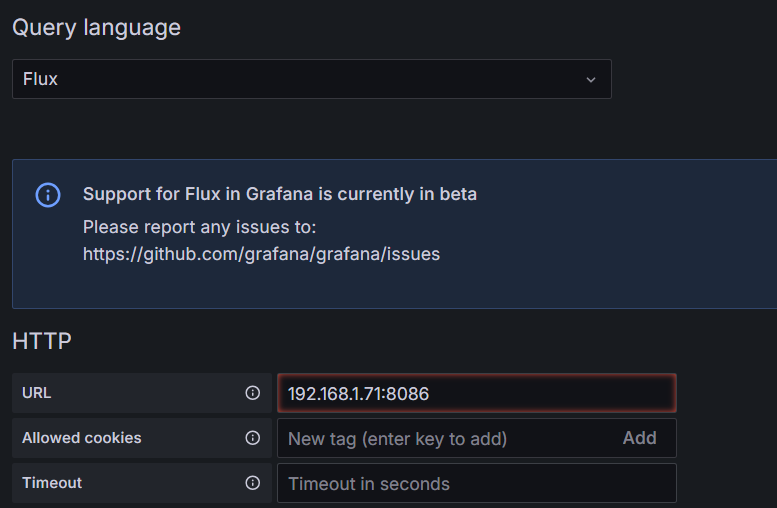 Query language
Flux
Support for Flux in Grafana is currently in beta
Please report any issues to:
https://github.com/grafana/grafana/issues
HTTP
URL
192.168.1.71:8086
Allowed cookies
New tag (enter key to add)
Add
Timeout
Timeout in seconds